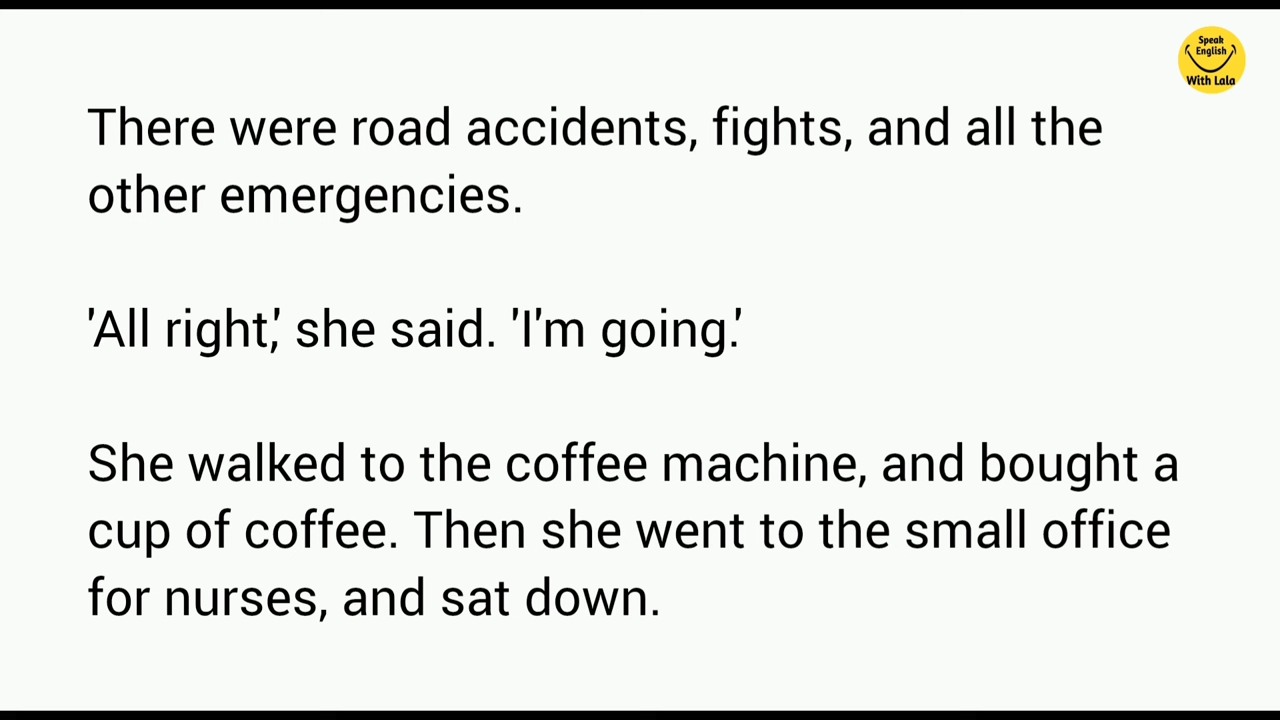 Speak
English
With Lala
There were road accidents, fights, and all the
other emergencies.
'All right,' she said. 'I'm going.'
She walked to the coffee machine, and bought a
cup of coffee. Then she went to the small office
for nurses, and sat down.